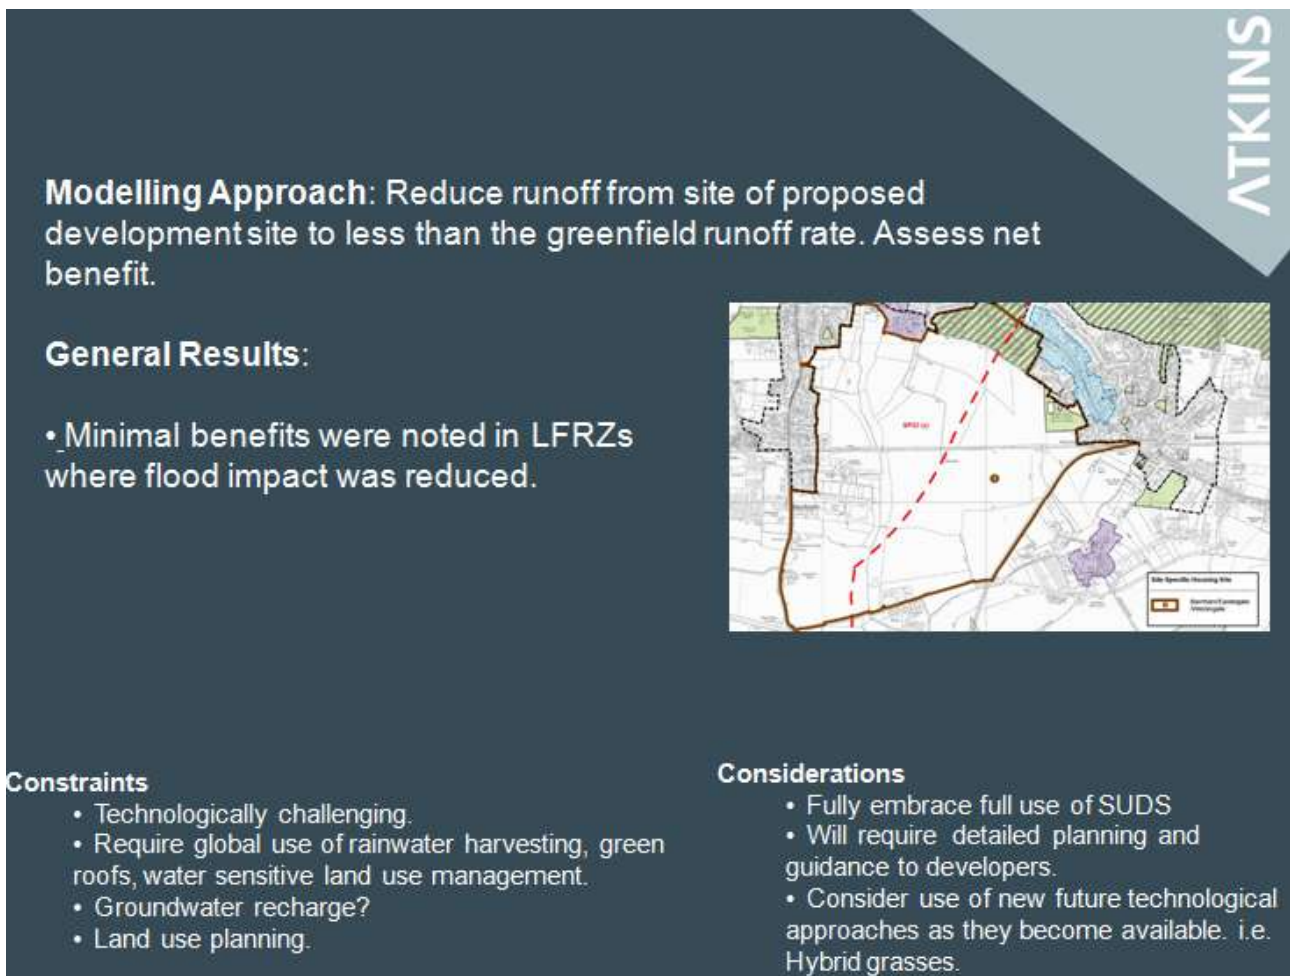 ATKINS
Modelling Approach: Reduce runoff from site of proposed
development site to less than the greenfield runoff rate. Assess net
benefit.
General Results:
• Minimal benefits were noted in LFRZs
where flood impact was reduced.
Site Specific Housing Site
Constraints
• Technologically challenging.
• Require global use of rainwater harvesting, green
roofs, water sensitive land use management.
• Groundwater recharge?
• Land use planning.
Considerations
• Fully embrace full use of SUDS
• Will require detailed planning and
guidance to developers.
• Consider use of new future technological
approaches as they become available. i.e.
Hybrid grasses.